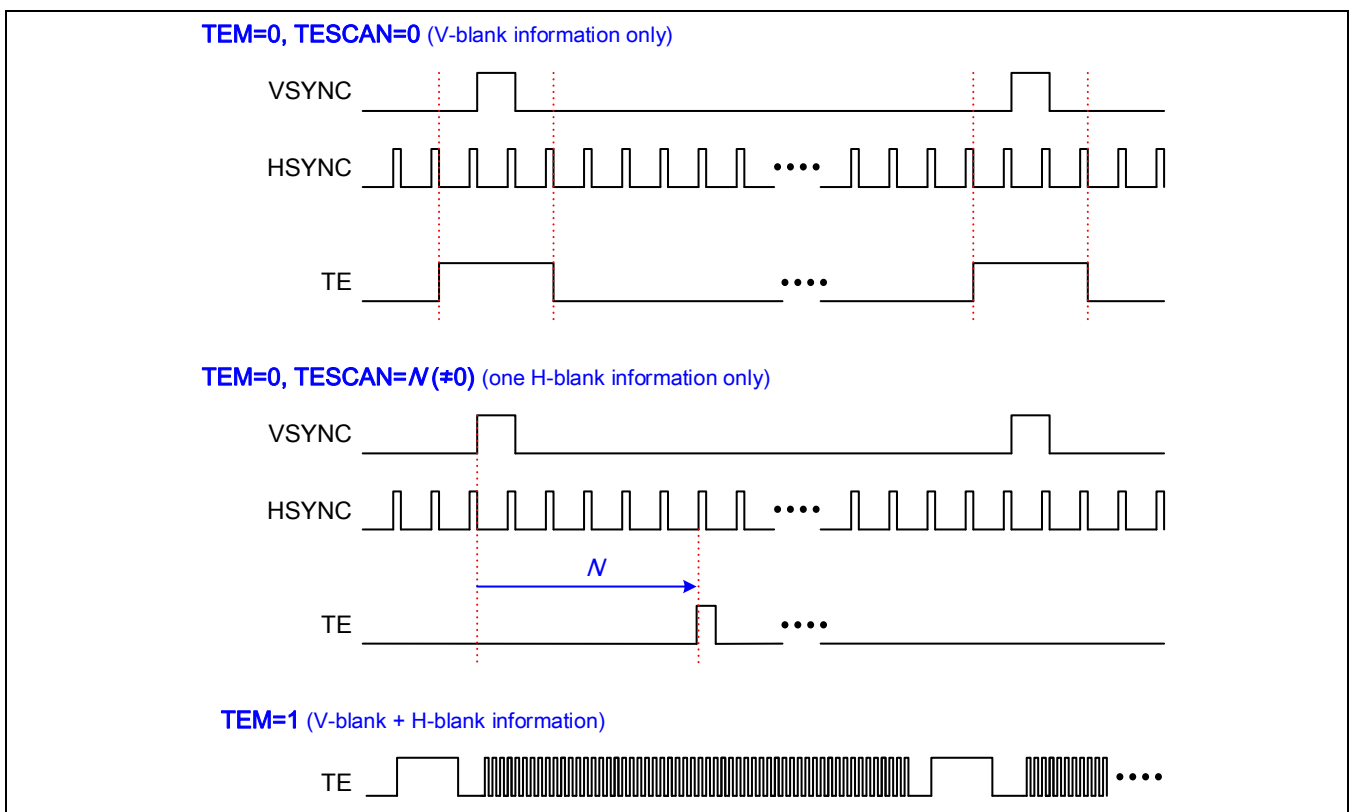 TEM=0, TESCAN=0 (V-blank information only)
VSYNC
HSYNC
TE
TEM=0, TESCAN=N(≠0) (one H-blank information only)
VSYNC
HSYNC
N
TE
TEM=1 (V-blank + H-blank information)
TE